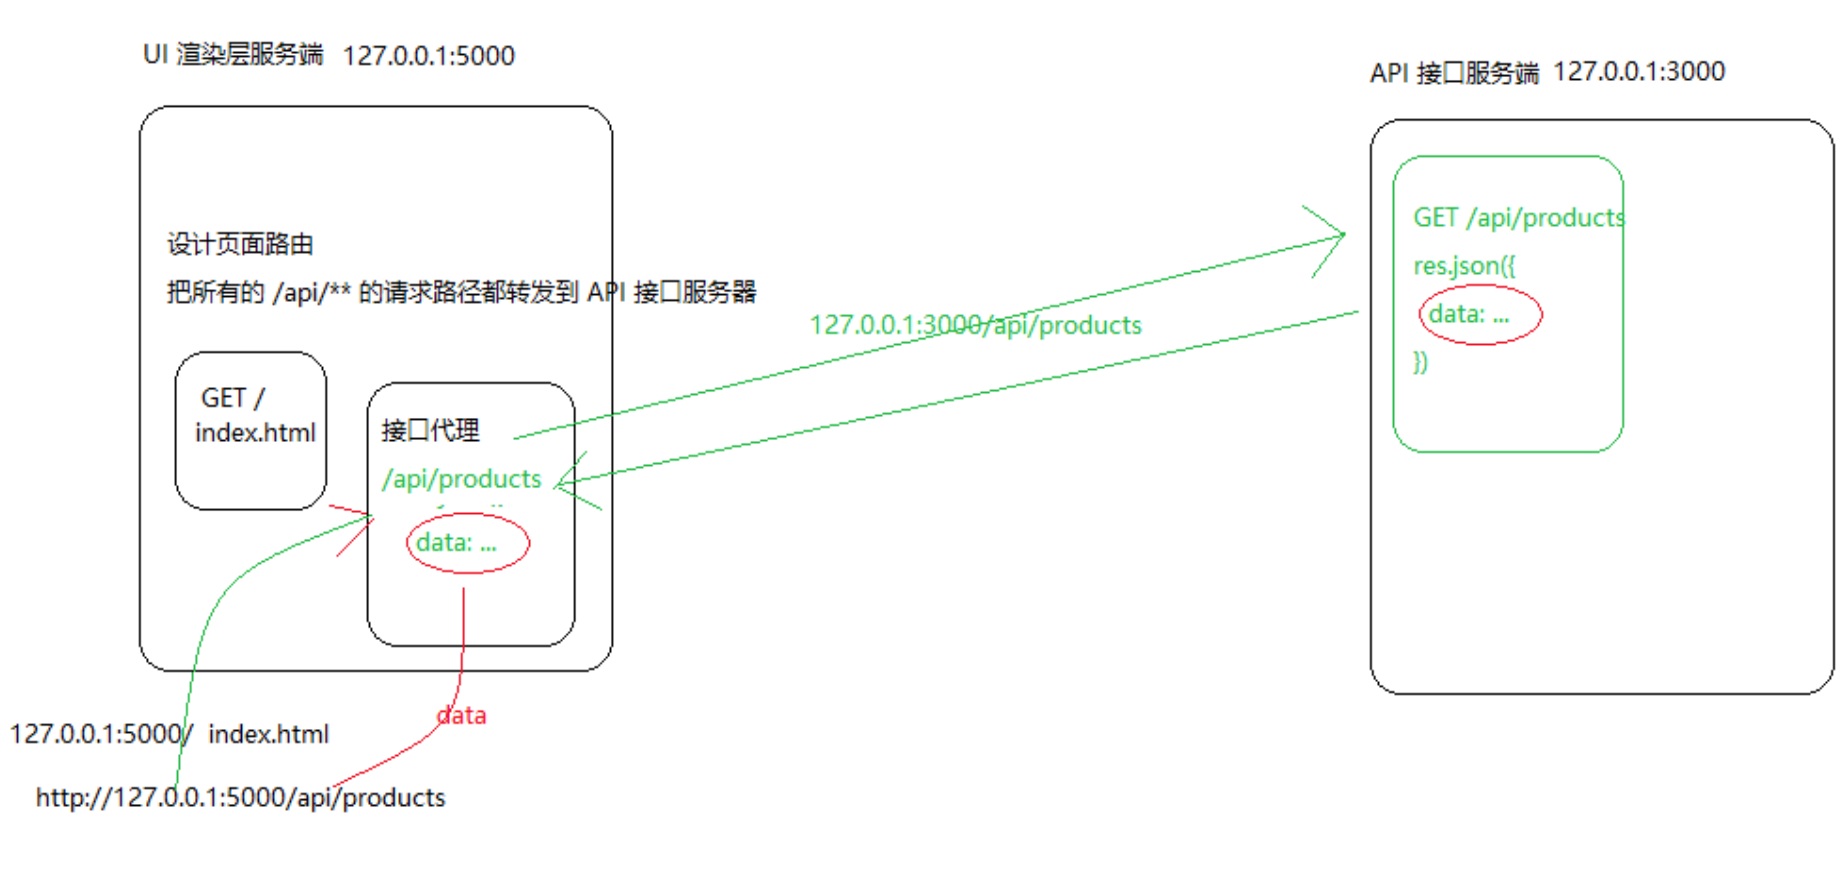 UI 渲染层服务端 127.0.0.1:5000
API 接口服务端 127.0.0.1:3000
设计页面路由
把所有的 /api/** 的请求路径都转发到 API 接口服务器
GET /
index.html
接口代理
/api/products
data: ...
127.0.0.1:3000/api/products
GET /api/products
res.json({
data: ...
})
data
127.0.0.1:5000/ index.html
http://127.0.0.1:5000/api/products